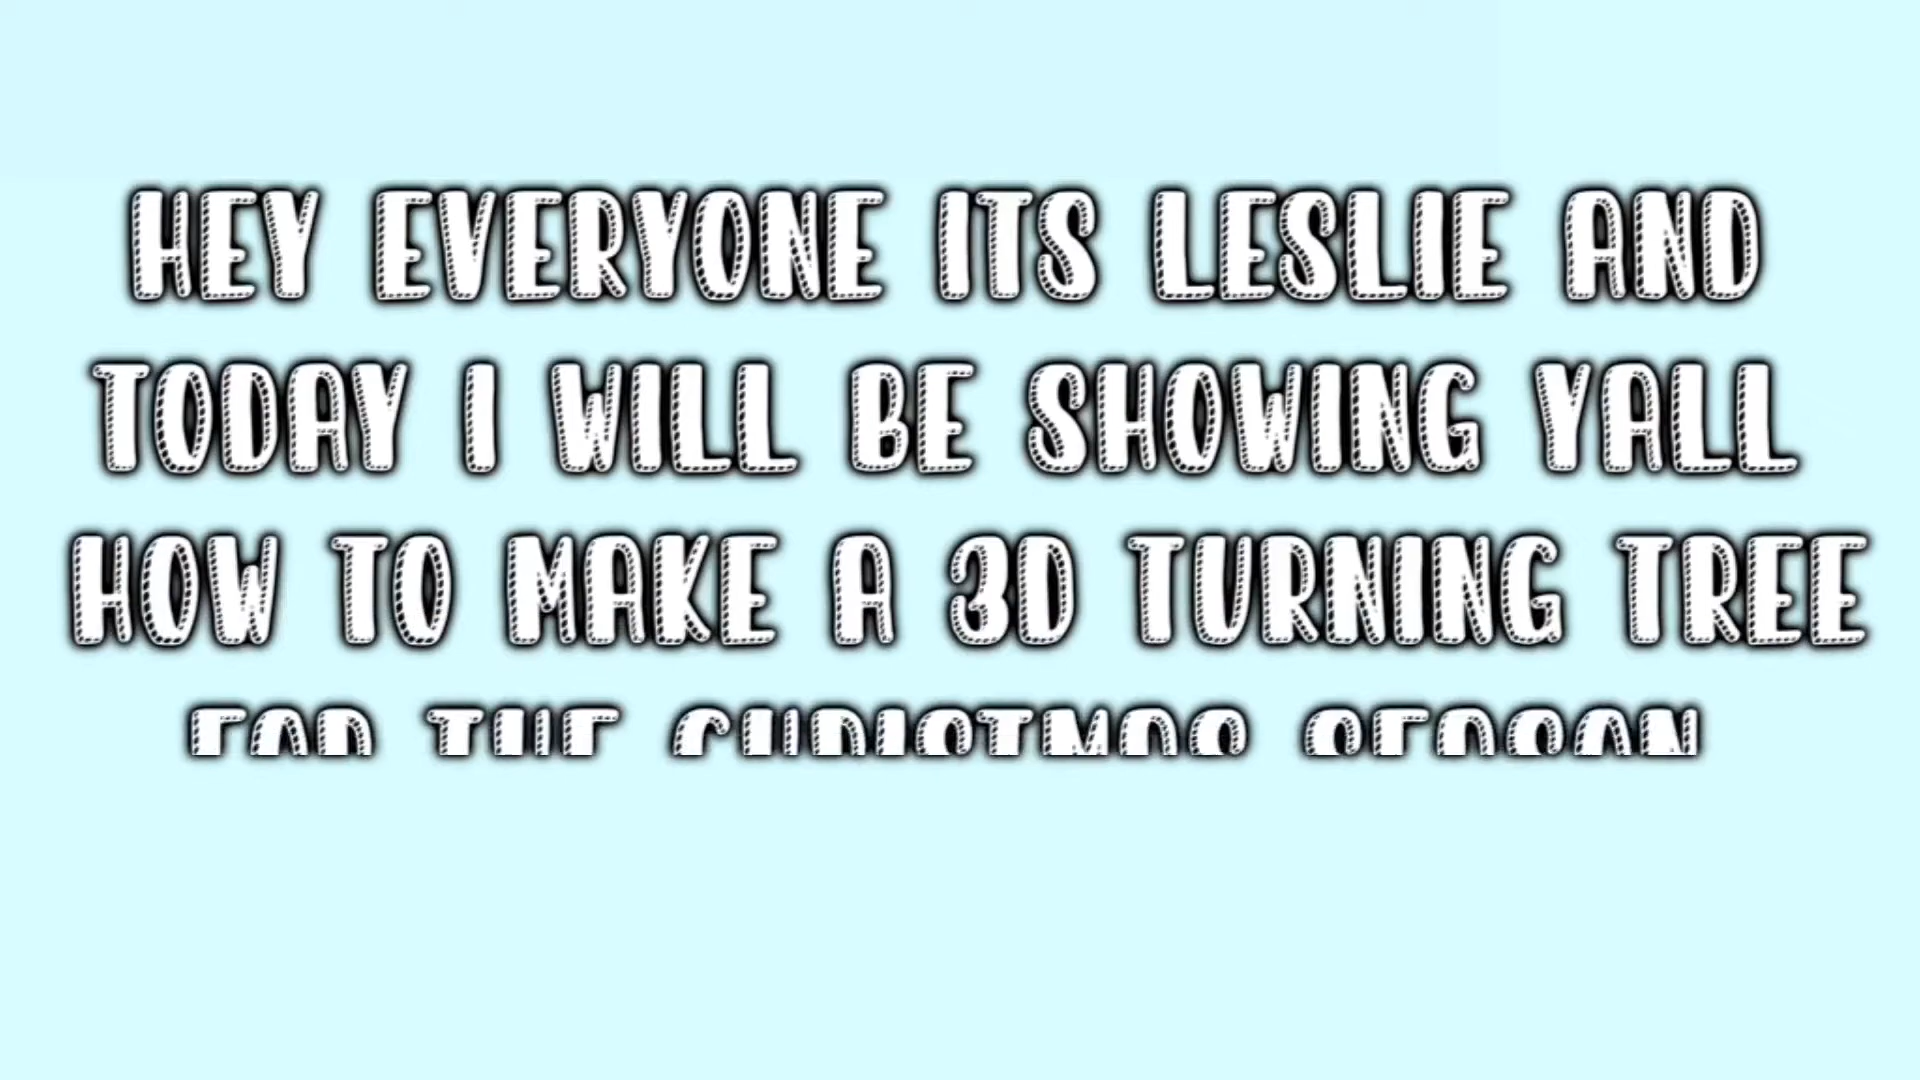 HEY EVERYONE ITS LESLIE AND
TODAY I WILL BE SHOWING YALL
HOW TO MAKE A 3D TURNING TREE
FOR THE CHRISTMAS SEASON